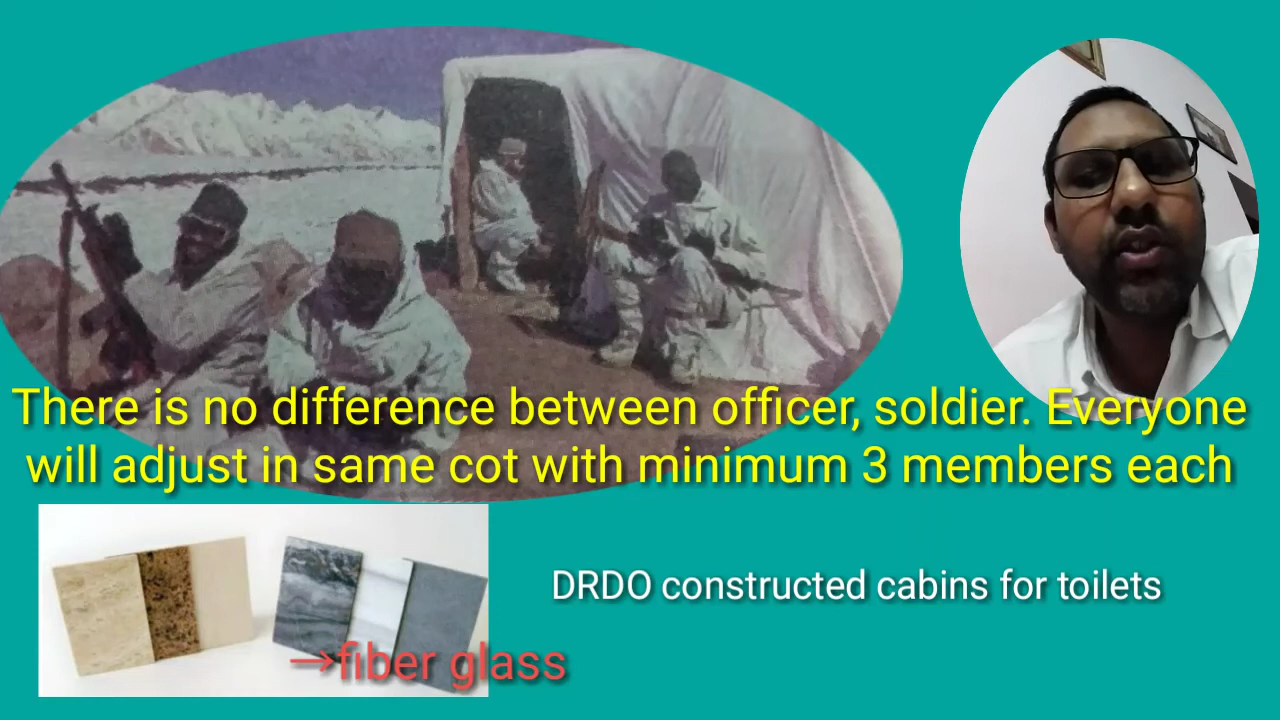 There is no difference between officer, soldier. Everyone
will adjust in same cot with minimum 3 members each
DRDO constructed cabins for toilets
→fiber glass